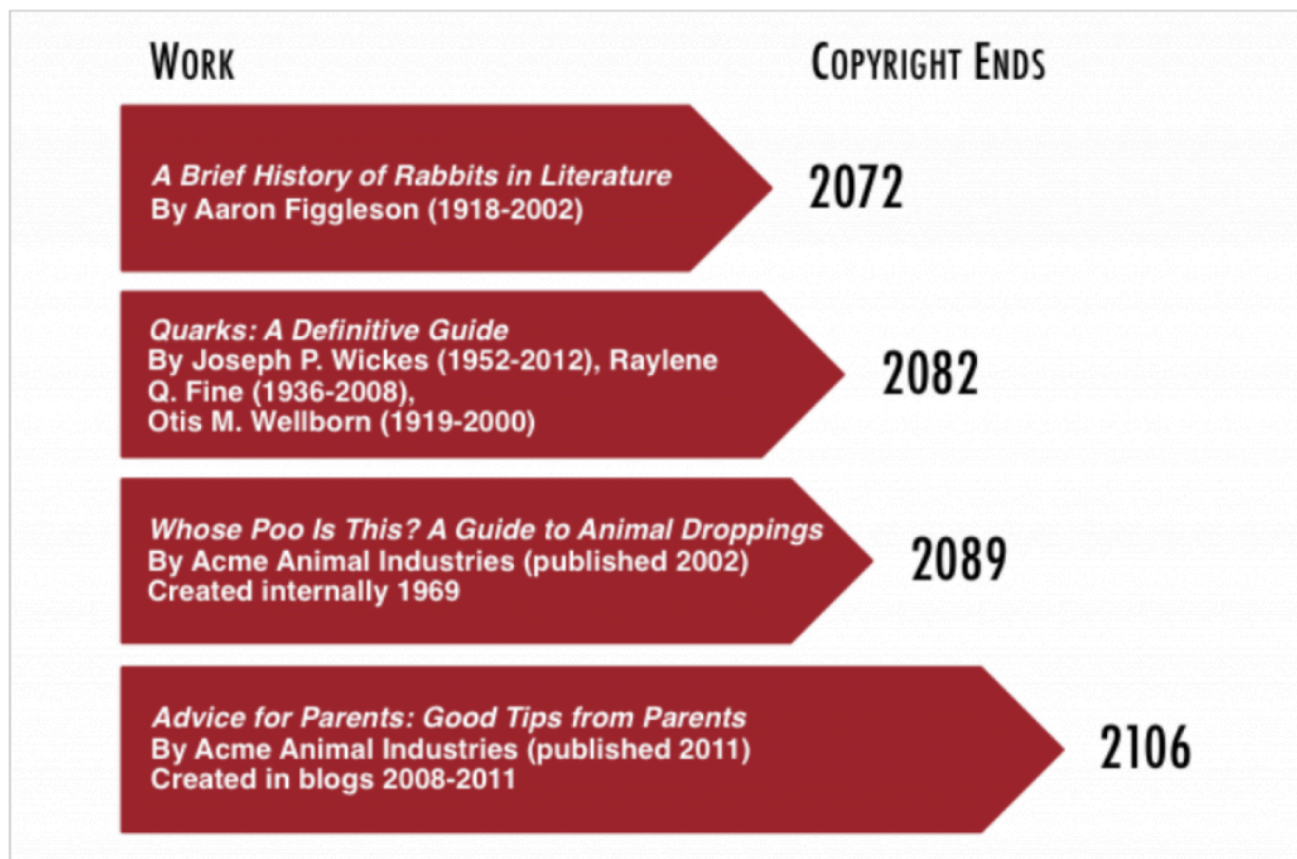 WORK
COPYRIGHT ENDS
A Brief History of Rabbits in Literature
By Aaron Figgleson (1918-2002)
2072
Quarks: A Definitive Guide
By Joseph P. Wickes (1952-2012), Raylene
Q. Fine (1936-2008),
Otis M. Wellborn (1919-2000)
2082
Whose Poo Is This? A Guide to Animal Droppings
By Acme Animal Industries (published 2002)
Created internally 1969
2089
Advice for Parents: Good Tips from Parents
By Acme Animal Industries (published 2011)
Created in blogs 2008-2011
2106